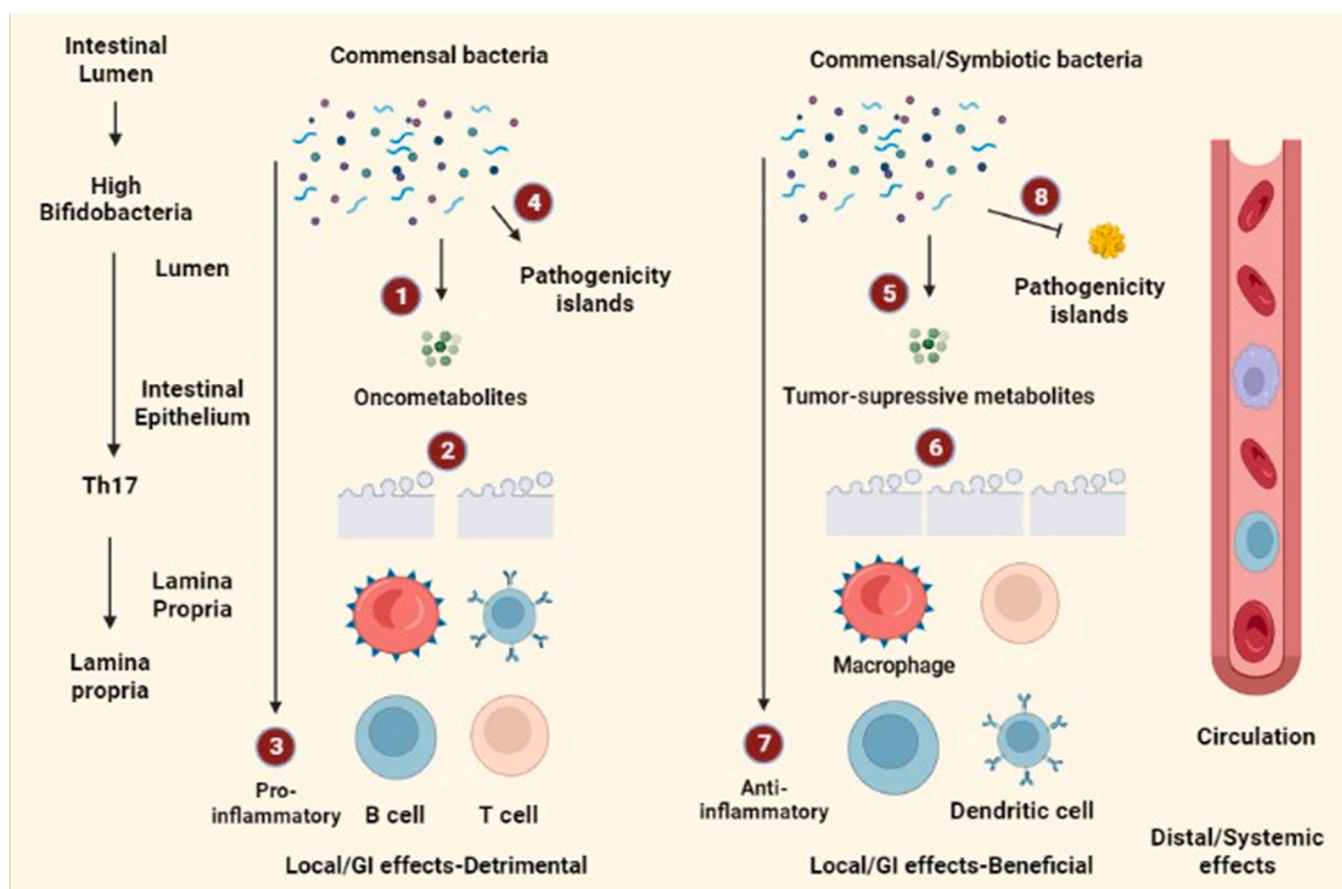 Intestinal
Lumen
High
Bifidobacteria
Lumen
Intestinal
Epithelium
Th17
Lamina
Propria
Lamina
propria
Commensal bacteria
4
Pathogenicity
islands
1
Oncometabolites
2
3
Pro-
inflammatory
B cell
T cell
Local/GI effects-Detrimental
Commensal/Symbiotic bacteria
8
Pathogenicity
islands
5
Tumor-supressive metabolites
6
Macrophage
7
Anti-
inflammatory
Dendritic cell
Local/GI effects-Beneficial
Circulation
Distal/Systemic
effects